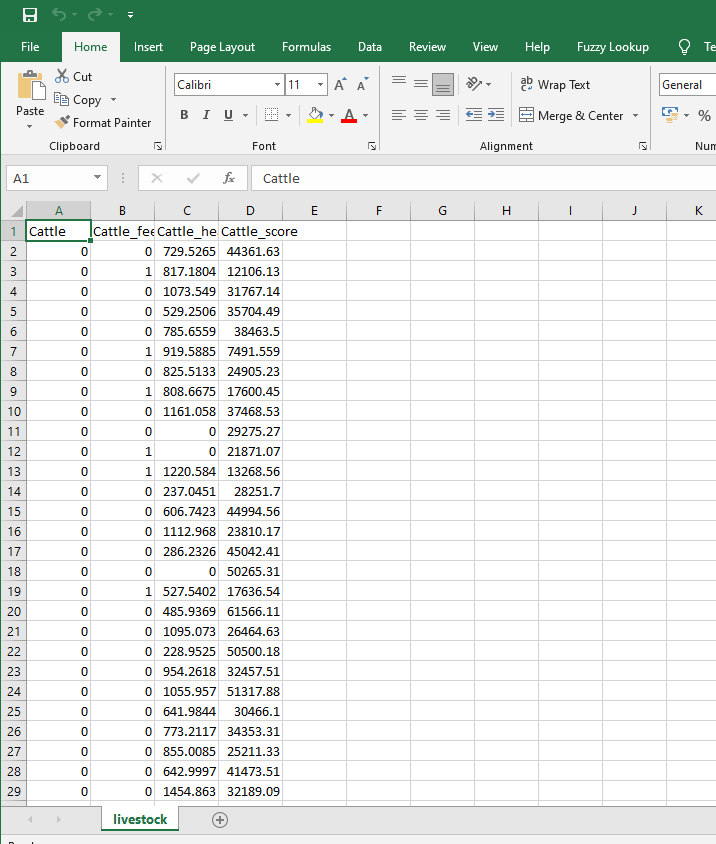 File Home Insert Page Layout Formulas Data Review View Help Fuzzy Lookup Te
Paste
Cut
Copy
Format Painter
Clipboard
Calibri 11 A A
B I U A
Font
ab Wrap Text
Merge & Center
Alignment
General
%
Num
A1 fx Cattle
A B C D E F G H I J K
1 Cattle Cattle_fee Cattle_he Cattle_score
2 0 0 729.5265 44361.63
3 0 1 817.1804 12106.13
4 0 0 1073.549 31767.14
5 0 0 529.2506 35704.49
6 0 0 785.6559 38463.5
7 0 1 919.5885 7491.559
8 0 0 825.5133 24905.23
9 0 1 808.6675 17600.45
10 0 0 1161.058 37468.53
11 0 0 0 29275.27
12 0 1 0 21871.07
13 0 1 1220.584 13268.56
14 0 0 237.0451 28251.7
15 0 0 606.7423 44994.56
16 0 0 1112.968 23810.17
17 0 0 286.2326 45042.41
18 0 0 0 50265.31
19 0 1 527.5402 17636.54
20 0 0 485.9369 61566.11
21 0 0 1095.073 26464.63
22 0 0 228.9525 50500.18
23 0 0 954.2618 32457.51
24 0 0 1055.957 51317.88
25 0 0 641.9844 30466.1
26 0 0 773.2117 34353.31
27 0 0 855.0085 25211.33
28 0 0 642.9997 41473.51
29 0 0 1454.863 32189.09
livestock